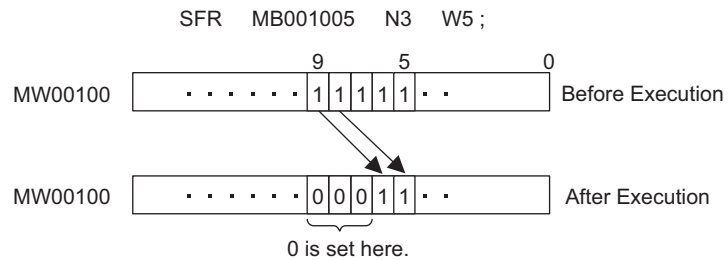 SFR MB001005 N3 W5 ;
9 5 0
MW00100 · · · · · · 1 1 1 1 1 · · Before Execution
MW00100 · · · · · · 0 0 0 1 1 · · After Execution
0 is set here.